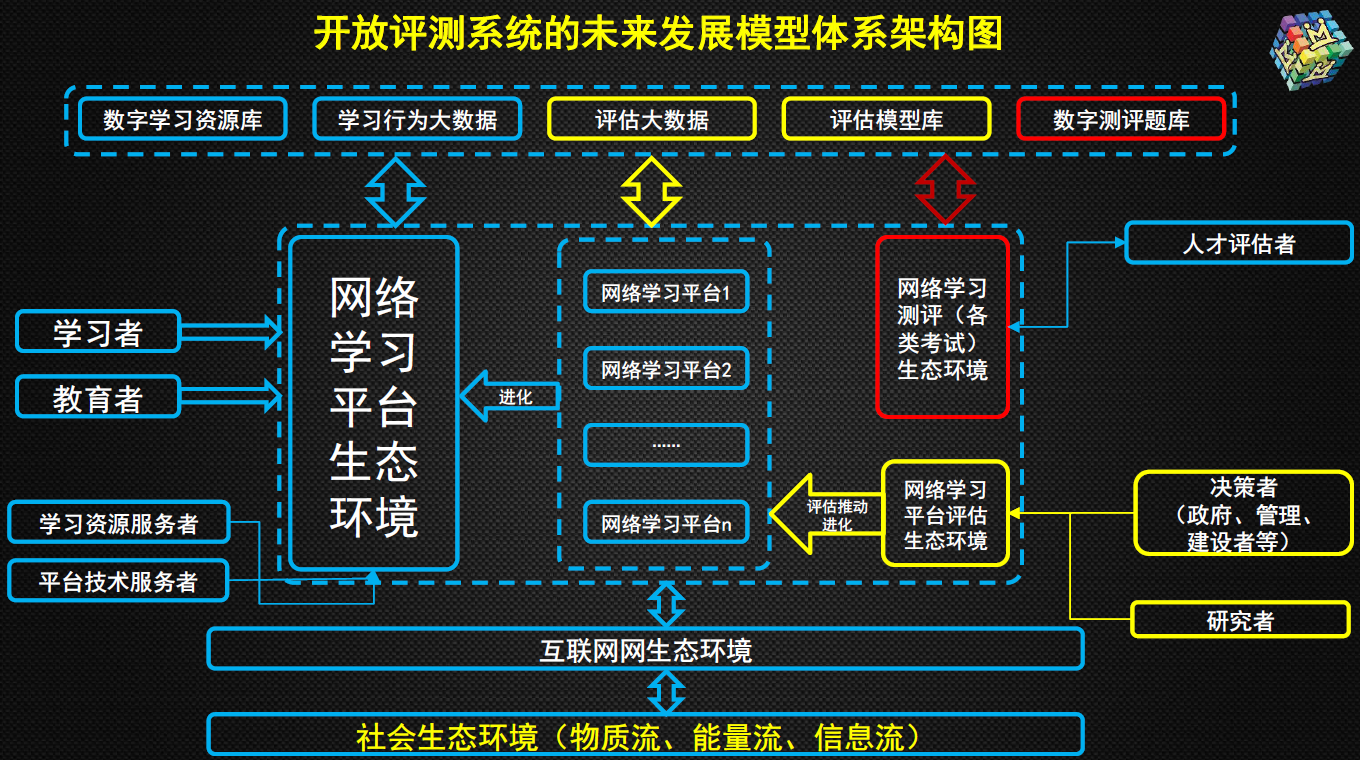 开放评测系统的未来发展模型体系架构图
数字学习资源库
学习行为大数据
评估大数据
评估模型库
数字测评题库
人才评估者
学习者
教育者
学习资源服务者
平台技术服务者
网络
学习
平台
生态
环境
进化
网络学习平台1
网络学习平台2
……
网络学习平台n
网络学习
测评（各
类考试）
生态环境
评估推动
进化
网络学习
平台评估
生态环境
决策者
（政府、管理、
建设者等）
研究者
互联网网生态环境
社会生态环境（物质流、能量流、信息流）